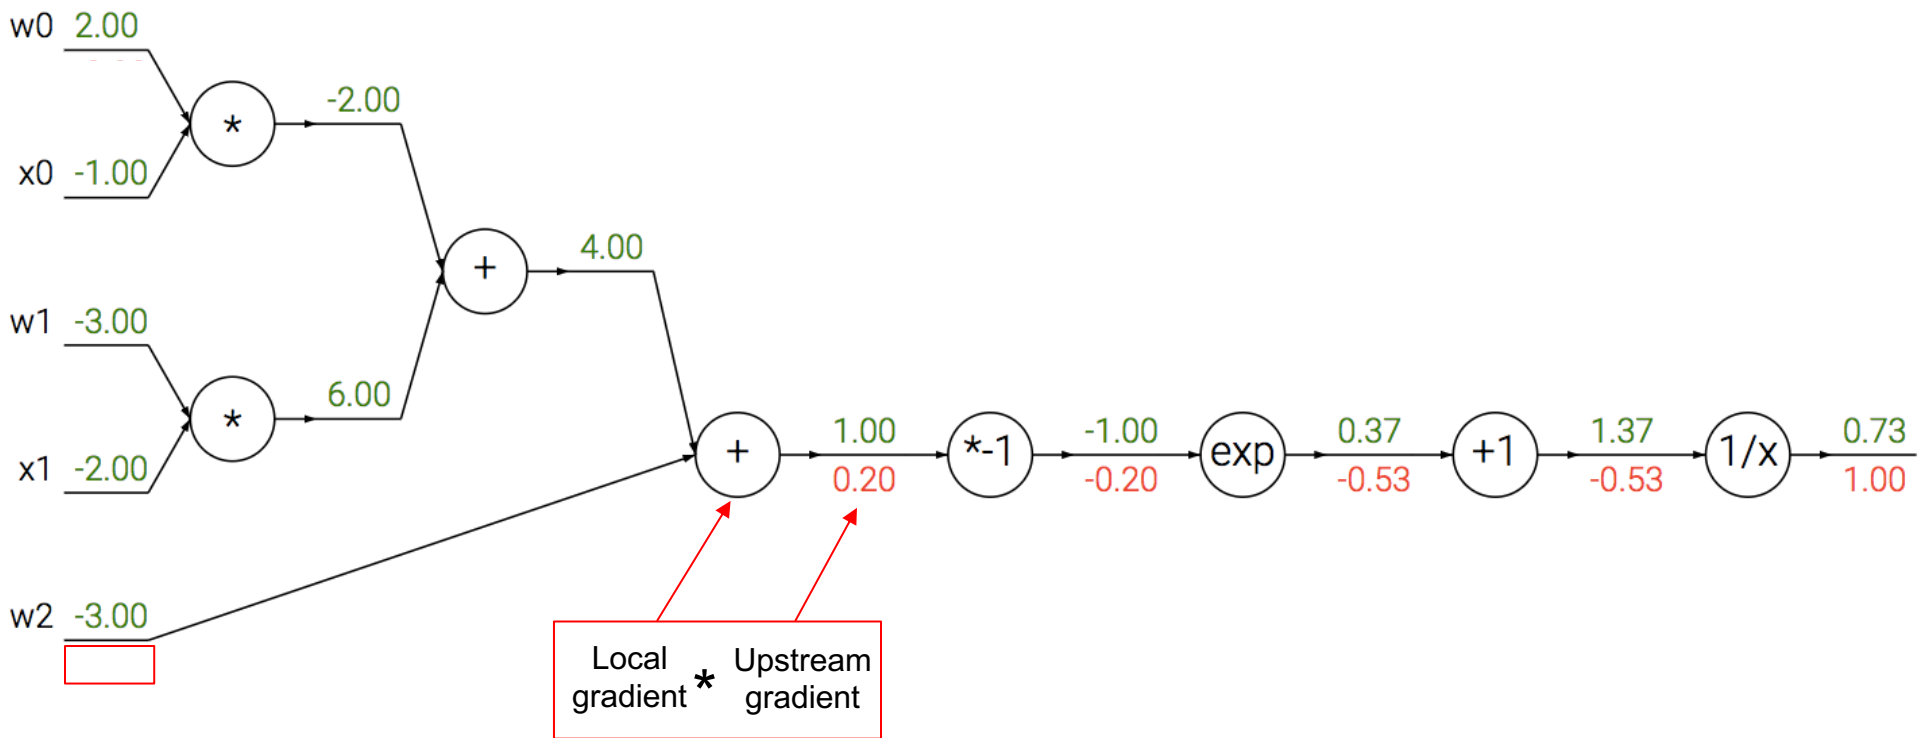 w0 2.00
*
-2.00
x0 -1.00
+
4.00
w1 -3.00
*
6.00
x1 -2.00
+
1.00
0.20
*-1
-1.00
-0.20
exp
0.37
-0.53
+1
1.37
-0.53
1/x
0.73
1.00
w2 -3.00
Local
gradient
*
Upstream
gradient